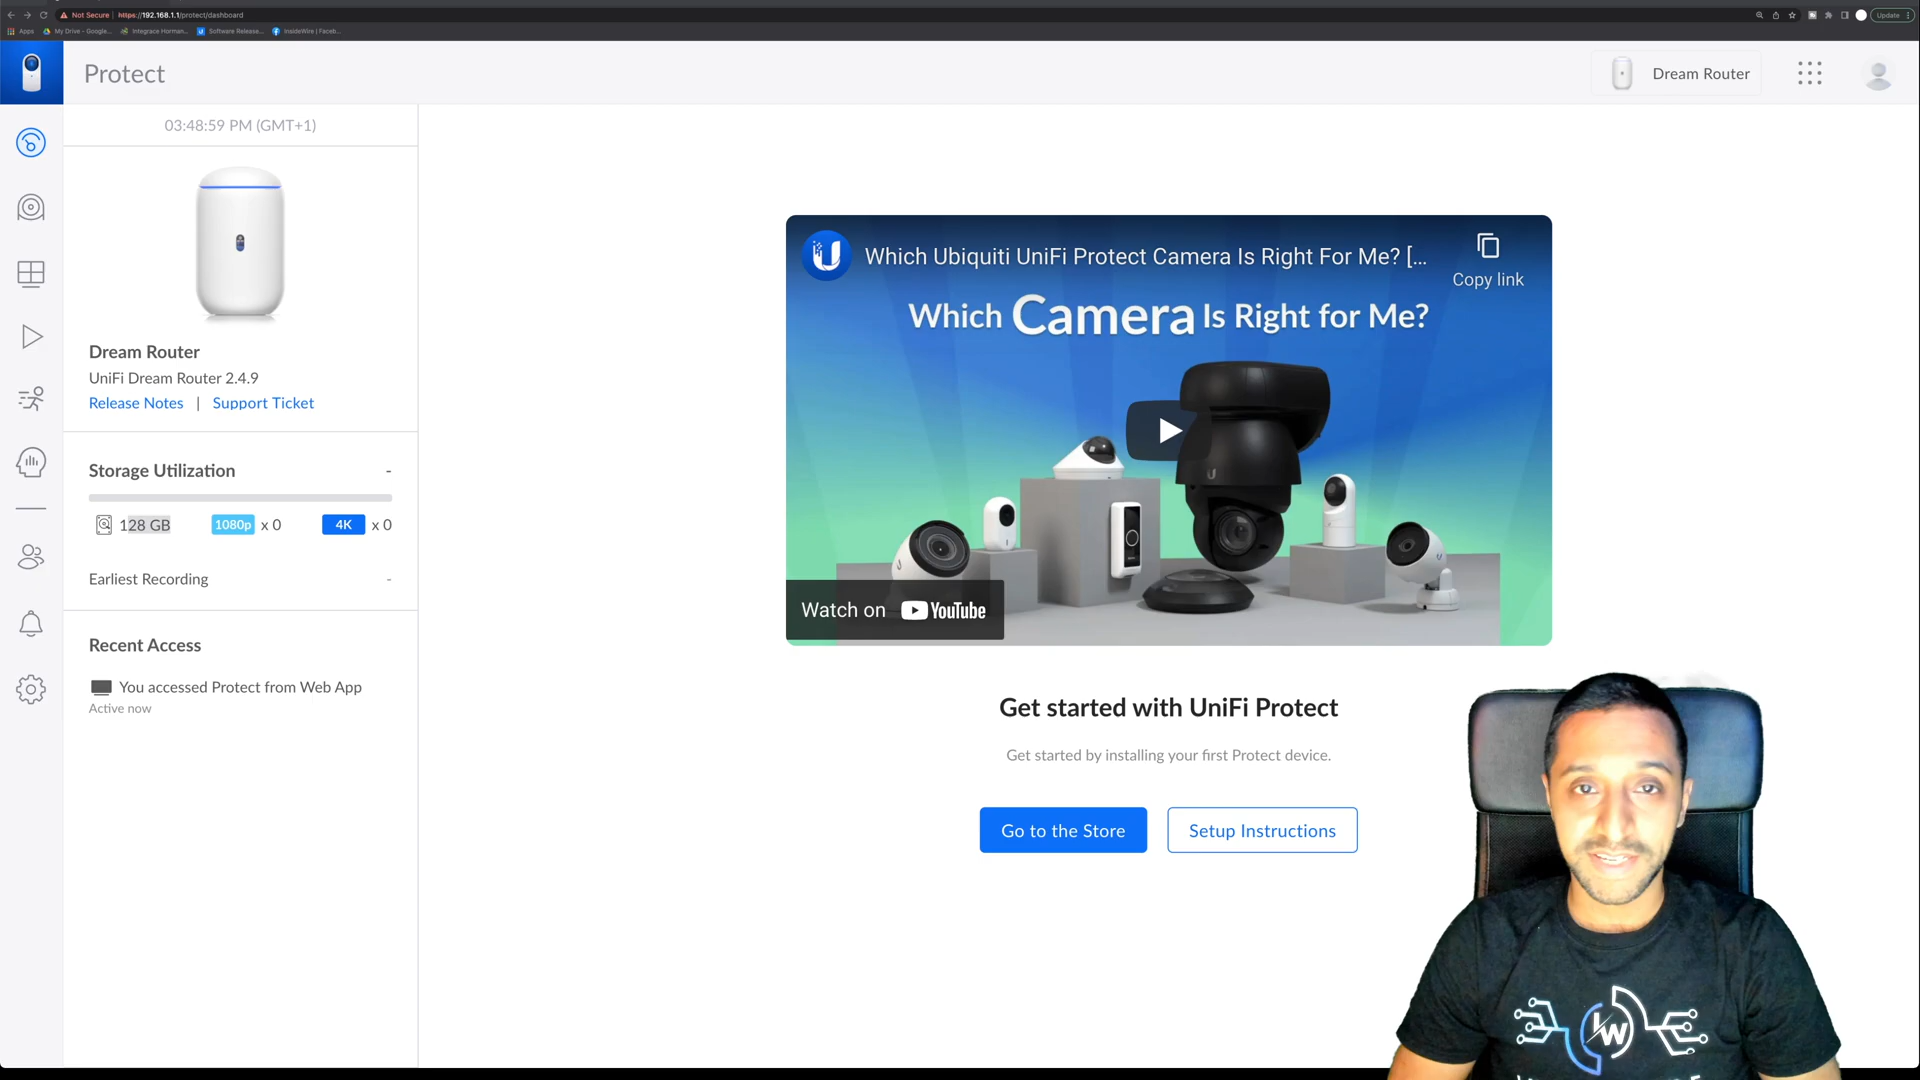 Not Secure https://192.168.1.1/protect/dashboard
Update
Apps My Drive - Google... Integrace Horman... Software Release... InsideWire | Faceb...
Protect
Dream Router
03:48:59 PM (GMT+1)
Dream Router
UniFi Dream Router 2.4.9
Release Notes | Support Ticket
Storage Utilization -
128 GB 1080p x 0 4K x 0
Earliest Recording -
Recent Access
You accessed Protect from Web App
Active now
Which Ubiquiti UniFi Protect Camera Is Right For Me? [...
Copy link
Which Camera Is Right for Me?
Watch on YouTube
Get started with UniFi Protect
Get started by installing your first Protect device.
Go to the Store Setup Instructions